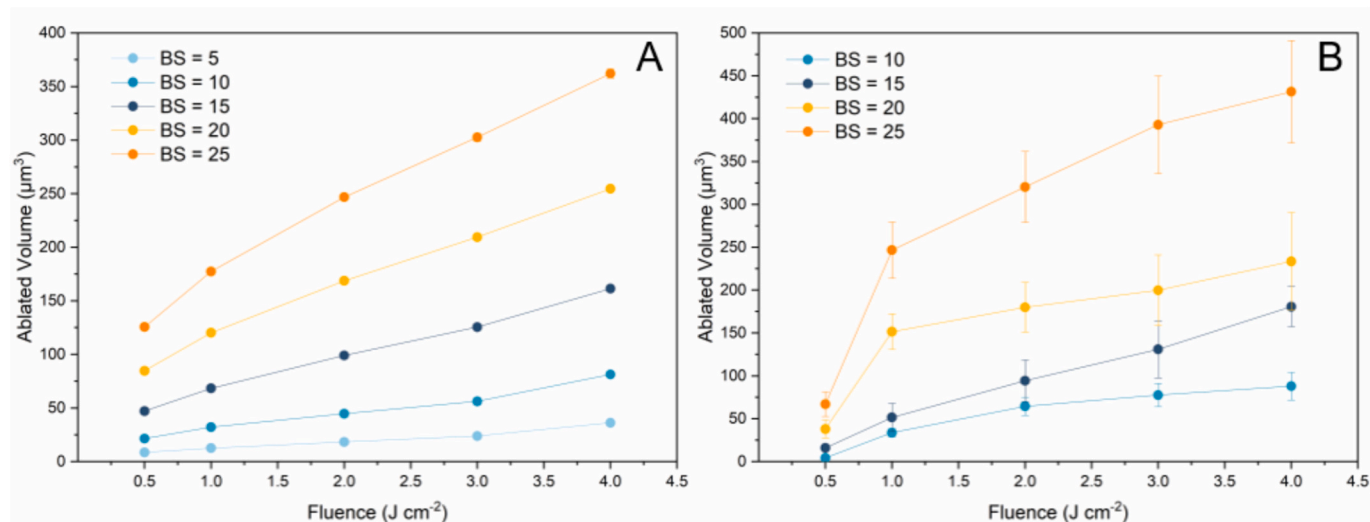 A
BS = 5
BS = 10
BS = 15
BS = 20
BS = 25
Ablated Volume (µm³)
400
350
300
250
200
150
100
50
0
0.5 1.0 1.5 2.0 2.5 3.0 3.5 4.0 4.5
Fluence (J cm⁻²)
B
BS = 10
BS = 15
BS = 20
BS = 25
Ablated Volume (µm³)
500
450
400
350
300
250
200
150
100
50
0
0.5 1.0 1.5 2.0 2.5 3.0 3.5 4.0 4.5
Fluence (J cm⁻²)